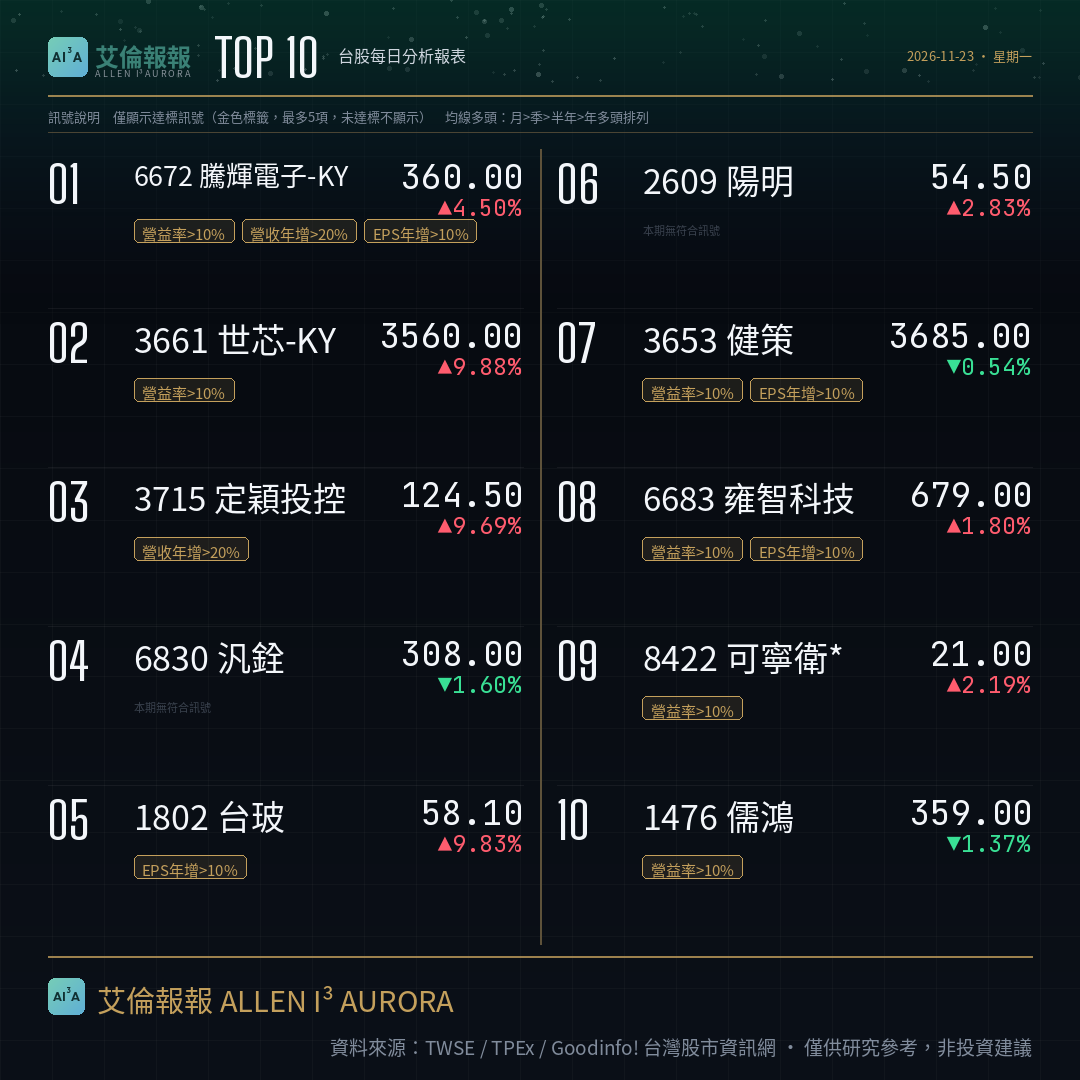 AI³A 艾倫報報 ALLEN I³AURORA TOP 10 台股每日分析報表 2026-11-23 · 星期一
訊號說明 僅顯示達標訊號（金色標籤，最多5項，未達標不顯示） 均線多頭：月>季>半年>年多頭排列
01 6672 騰輝電子-KY 360.00
▲4.50%
營益率>10% 營收年增>20% EPS年增>10%
02 3661 世芯-KY 3560.00
▲9.88%
營益率>10%
03 3715 定穎投控 124.50
▲9.69%
營收年增>20%
04 6830 汎銓 308.00
▼1.60%
本期無符合訊號
05 1802 台玻 58.10
▲9.83%
EPS年增>10%
06 2609 陽明 54.50
▲2.83%
本期無符合訊號
07 3653 健策 3685.00
▼0.54%
營益率>10% EPS年增>10%
08 6683 雍智科技 679.00
▲1.80%
營益率>10% EPS年增>10%
09 8422 可寧衛* 21.00
▲2.19%
營益率>10%
10 1476 儒鴻 359.00
▼1.37%
營益率>10%
AI³A 艾倫報報 ALLEN I³ AURORA
資料來源：TWSE / TPEx / Goodinfo! 台灣股市資訊網 · 僅供研究參考，非投資建議